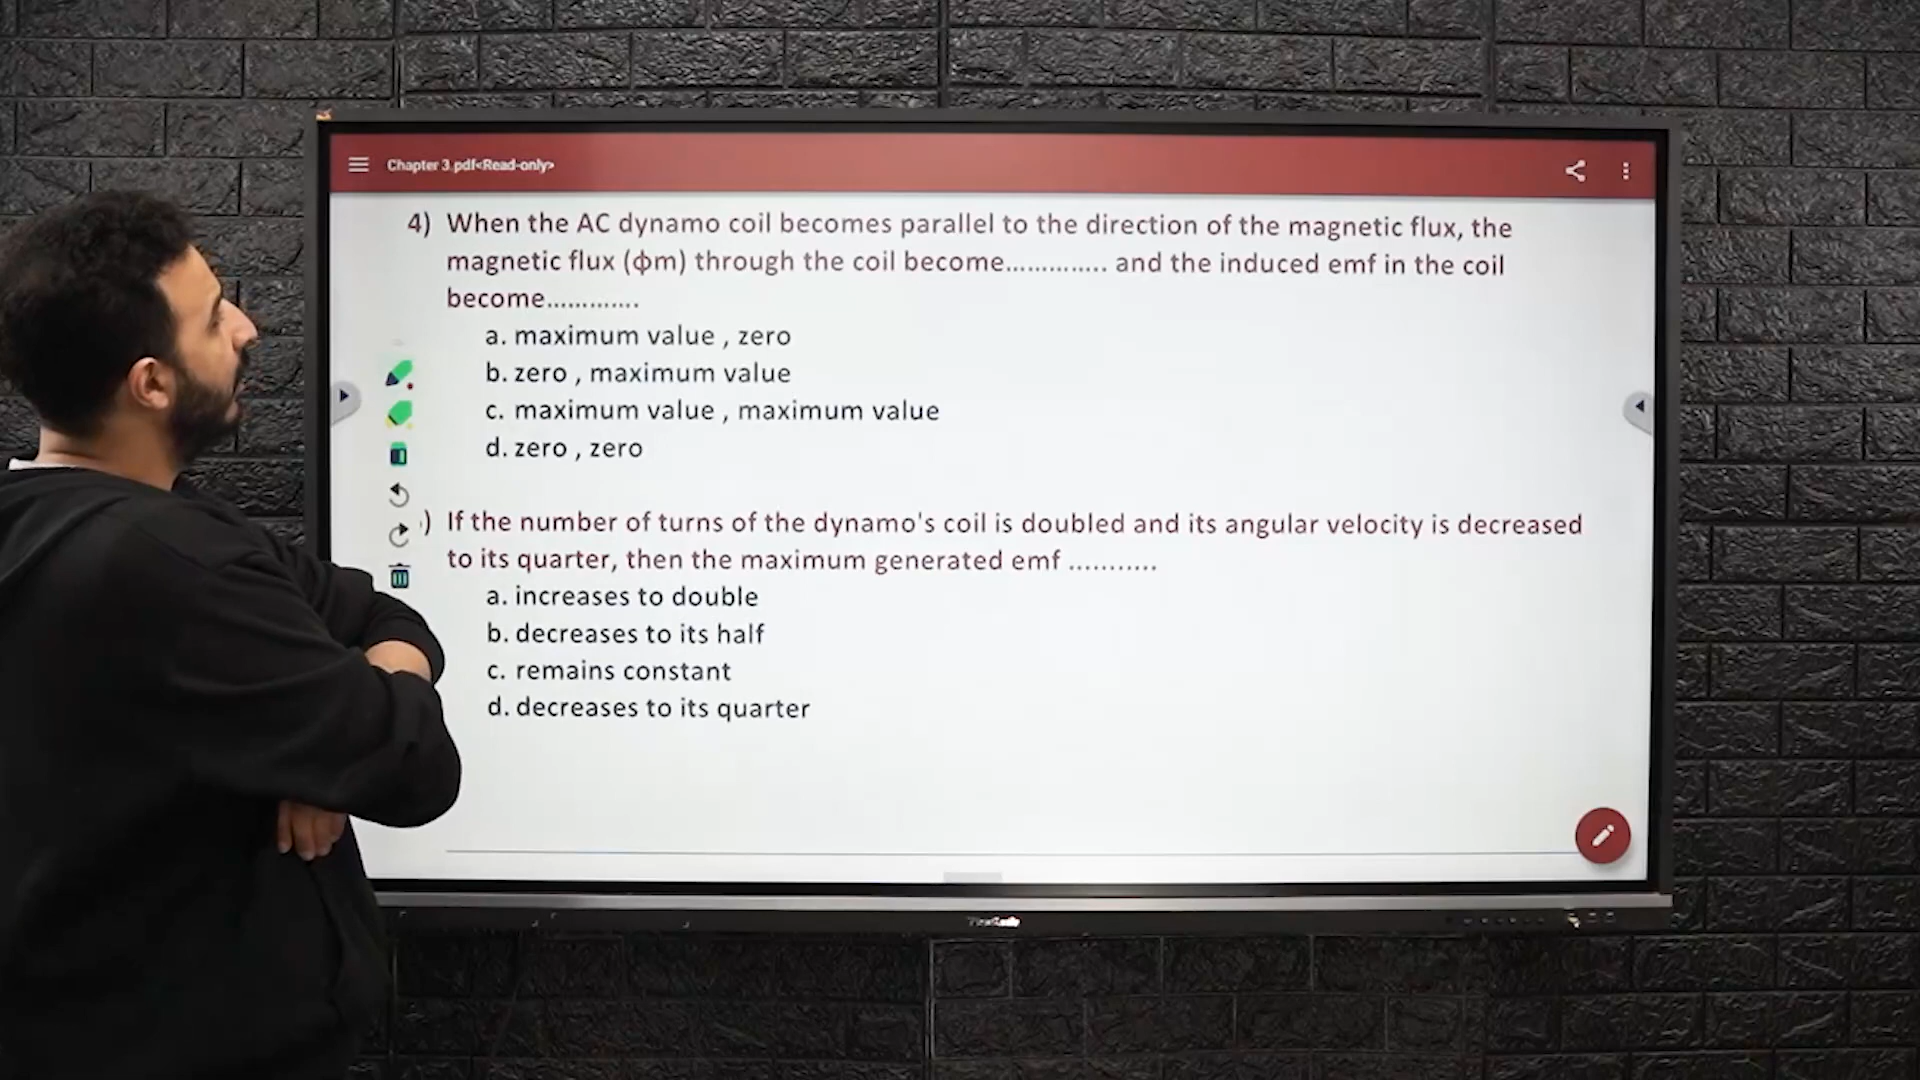 Chapter 3.pdf<Read-only>
4) When the AC dynamo coil becomes parallel to the direction of the magnetic flux, the
magnetic flux (ϕm) through the coil become.............. and the induced emf in the coil
become.............
a. maximum value , zero
b. zero , maximum value
c. maximum value , maximum value
d. zero , zero
) If the number of turns of the dynamo's coil is doubled and its angular velocity is decreased
to its quarter, then the maximum generated emf ...........
a. increases to double
b. decreases to its half
c. remains constant
d. decreases to its quarter